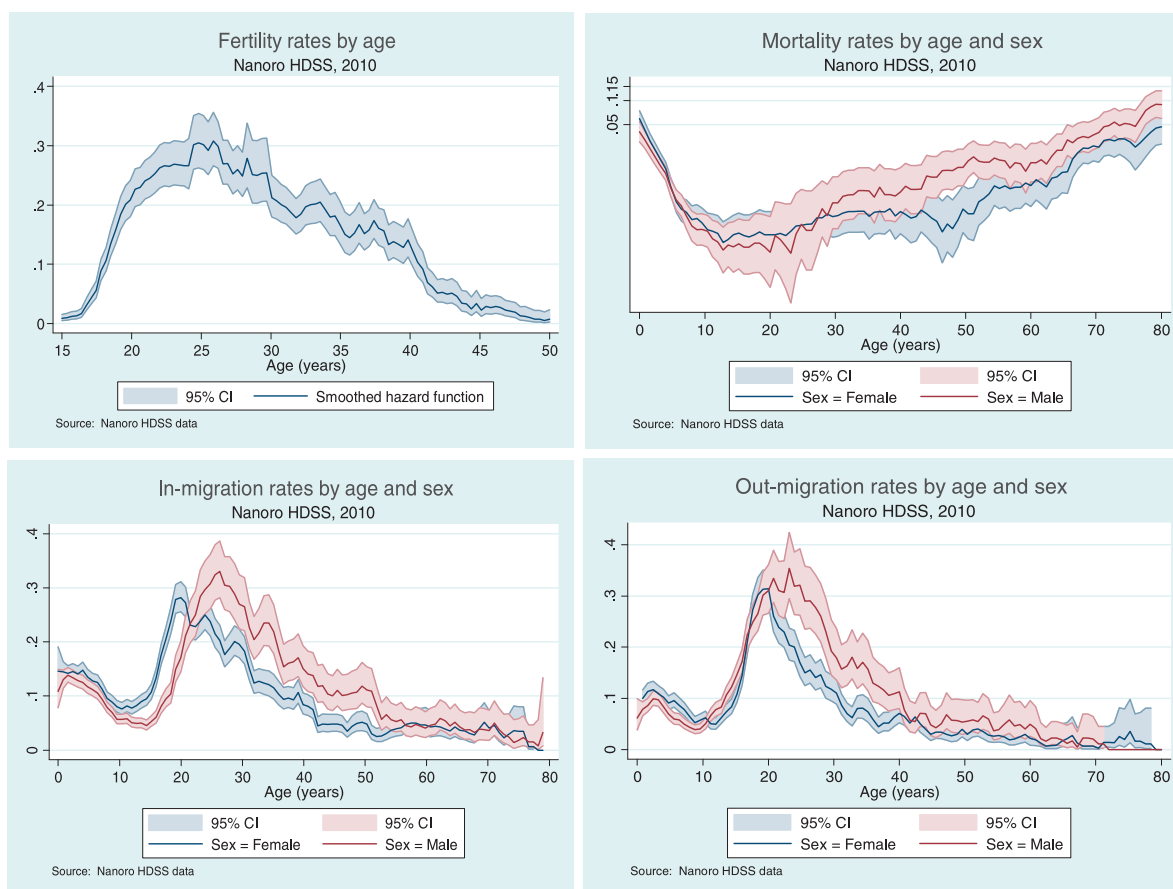 Fertility rates by age
Nanoro HDSS, 2010
.4
.3
.2
.1
0
15 20 25 30 35 40 45 50
Age (years)
95% CI Smoothed hazard function
Source: Nanoro HDSS data
Mortality rates by age and sex
Nanoro HDSS, 2010
.05 .1 .15
0 10 20 30 40 50 60 70 80
Age (years)
95% CI 95% CI
Sex = Female Sex = Male
Source: Nanoro HDSS data
In-migration rates by age and sex
Nanoro HDSS, 2010
.4
.3
.2
.1
0
0 10 20 30 40 50 60 70 80
Age (years)
95% CI 95% CI
Sex = Female Sex = Male
Source: Nanoro HDSS data
Out-migration rates by age and sex
Nanoro HDSS, 2010
.4
.3
.2
.1
0
0 10 20 30 40 50 60 70 80
Age (years)
95% CI 95% CI
Sex = Female Sex = Male
Source: Nanoro HDSS data